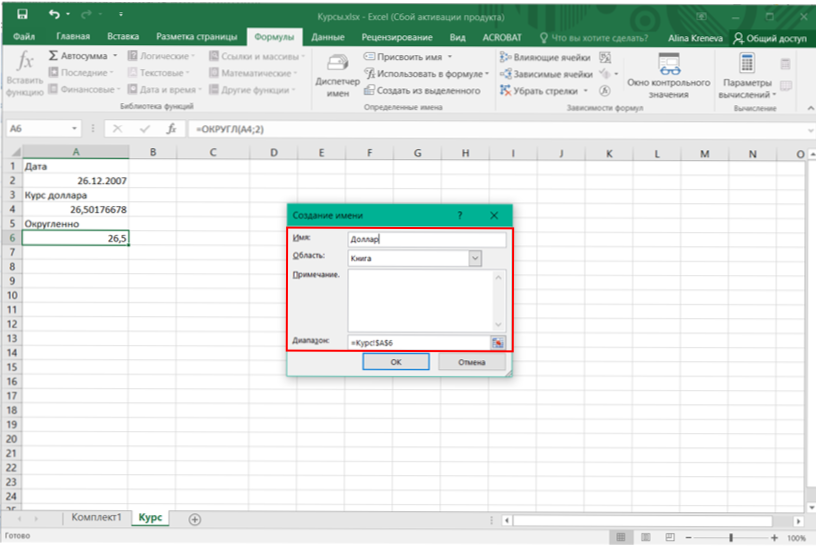 Курсы.xlsx - Excel (Сбой активации продукта)
Файл Главная Вставка Разметка страницы Формулы Данные Рецензирование Вид ACROBAT Что вы хотите сделать? Alina Kreneva Общий доступ
fx
Вставить функцию
Автосумма
Последние
Финансовые
Логические
Текстовые
Дата и время
Ссылки и массивы
Математические
Другие функции
Библиотека функций
Диспетчер имен
Присвоить имя
Использовать в формуле
Создать из выделенного
Определенные имена
Влияющие ячейки
Зависимые ячейки
Убрать стрелки
Зависимости формул
Окно контрольного значения
Параметры вычислений
Вычисление
A6 fx =ОКРУГЛ(A4;2)
A B C D E F G H I J K L M N O
1 Дата
2 26.12.2007
3 Курс доллара
4 26,50176678
5 Округленно
6 26,5
7
8
9
10
11
12
13
14
15
16
17
18
19
20
21
22
23
24
25
Создание имени ?
Имя: Доллар
Область: Книга
Примечание:
Диапазон: =Курс!$A$6
ОК Отмена
Комплект1 Курс
Готово 100%